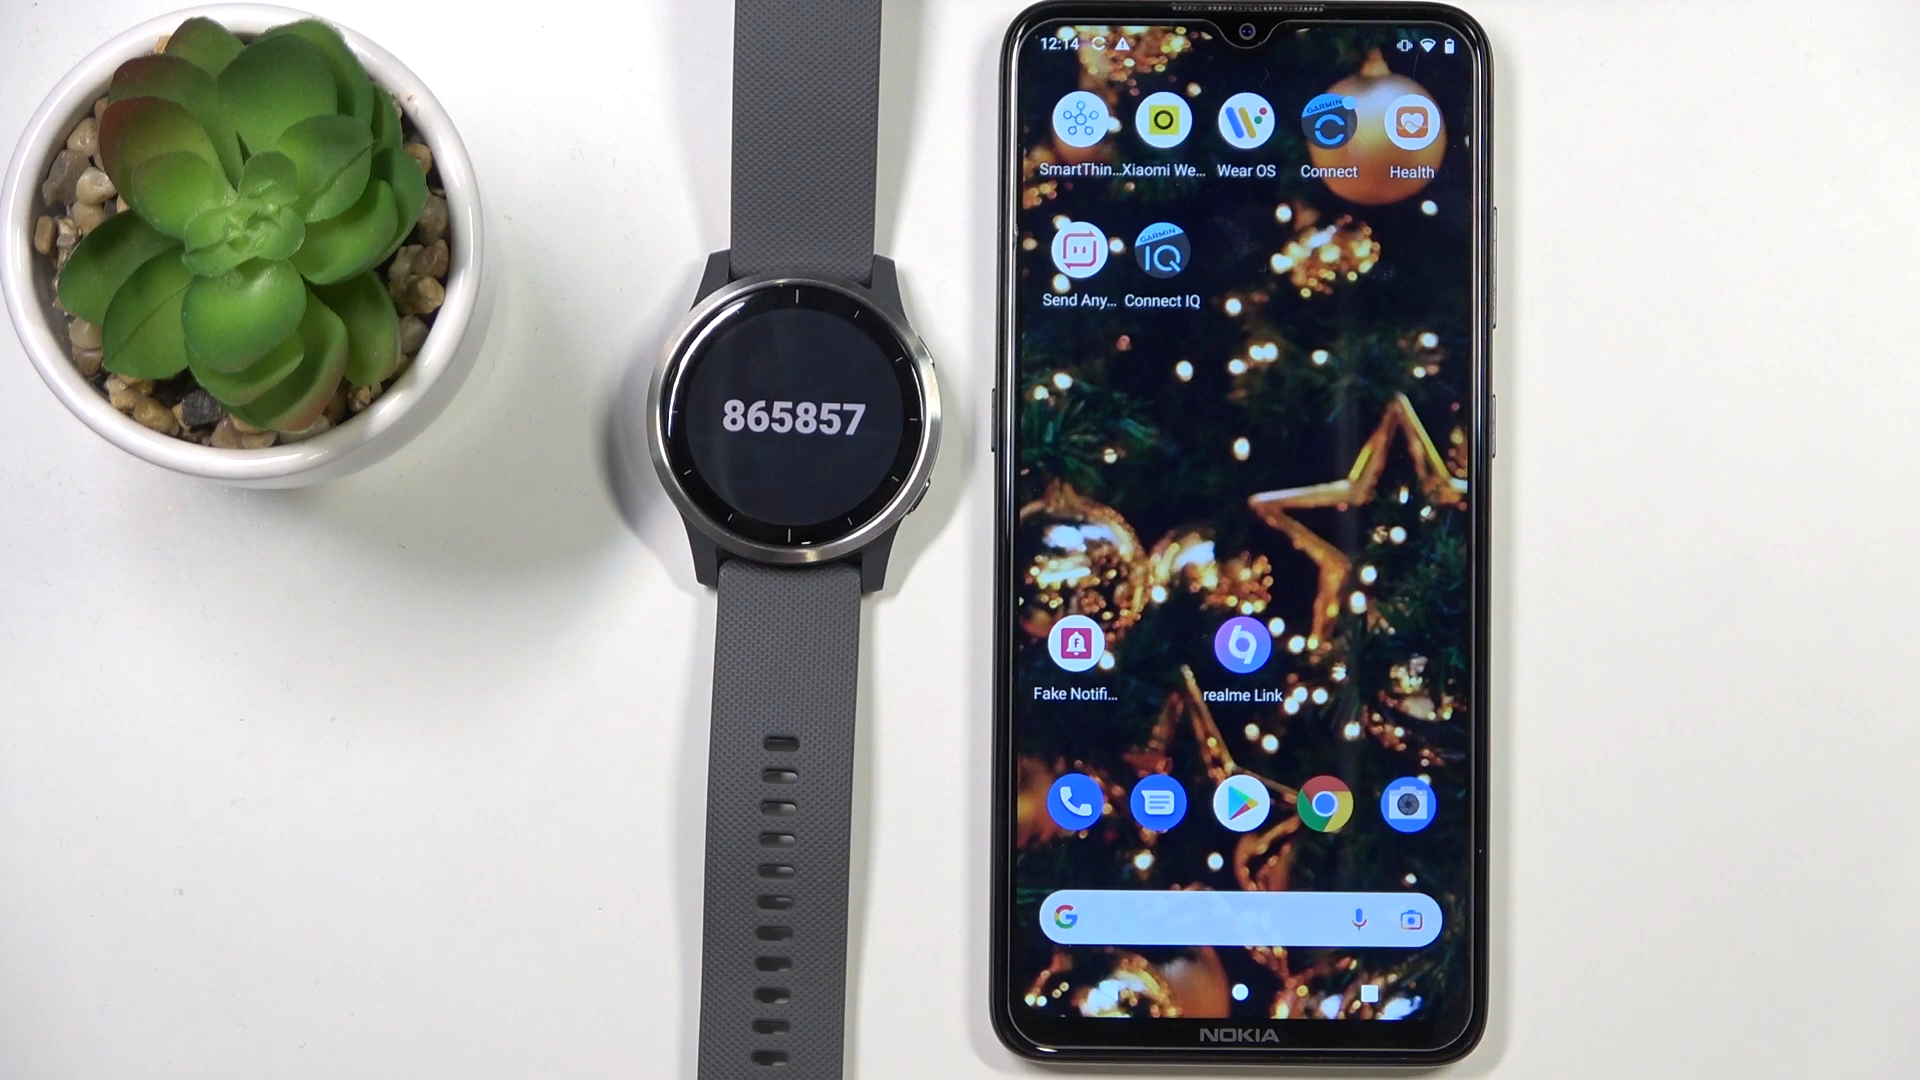 865857
12:14
SmartThin...
Xiaomi We...
Wear OS
GARMIN
Connect
Health
Send Any...
GARMIN
IQ
Connect IQ
F
Fake Notifi...
realme Link
G
NOKIA